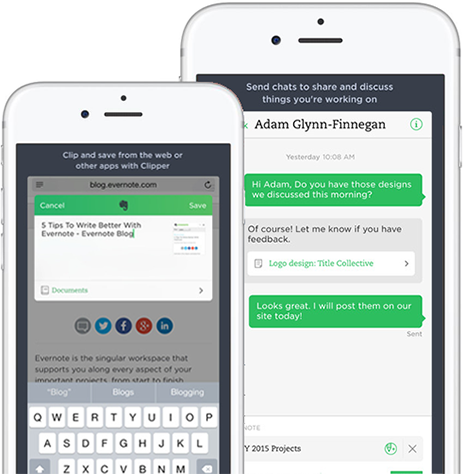 Send chats to share and discuss
things you're working on
Adam Glynn-Finnegan
Yesterday 10:08 AM
Hi Adam, Do you have those designs
we discussed this morning?
Of course! Let me know if you have
feedback.
Logo design: Title Collective
Looks great. I will post them on our
site today!
Sent
NOTE
Y 2015 Projects
Clip and save from the web or
other apps with Clipper
blog.evernote.com
Cancel
Save
5 Tips To Write Better With
Evernote - Evernote Blog
Documents
Evernote is the singular workspace that
supports you along every aspect of your
important projects, from start to finish.
"Blog"
Blogs
Blogging
Q W E R T Y U I O P
A S D F G H J K L
Z X C V B N M